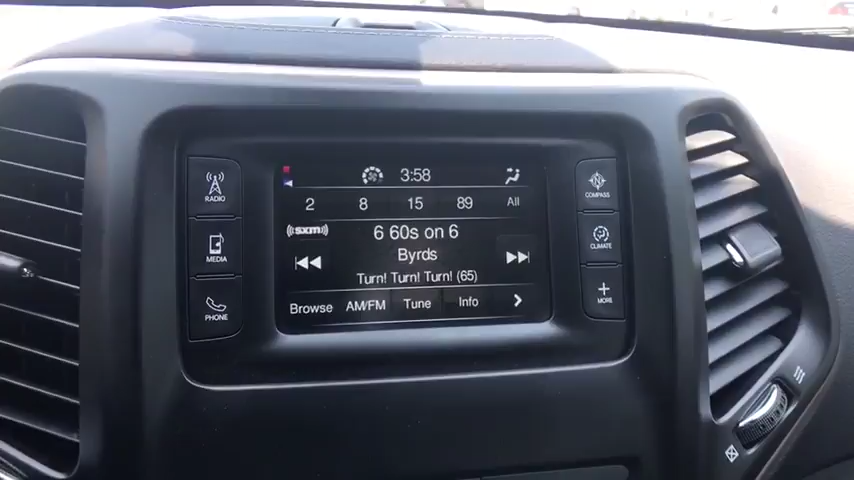 RADIO
MEDIA
PHONE
3:58
2 8 15 89 All
((sxm))
6 60s on 6
Byrds
Turn! Turn! Turn! (65)
Browse AM/FM Tune Info
N
COMPASS
CLIMATE
MORE